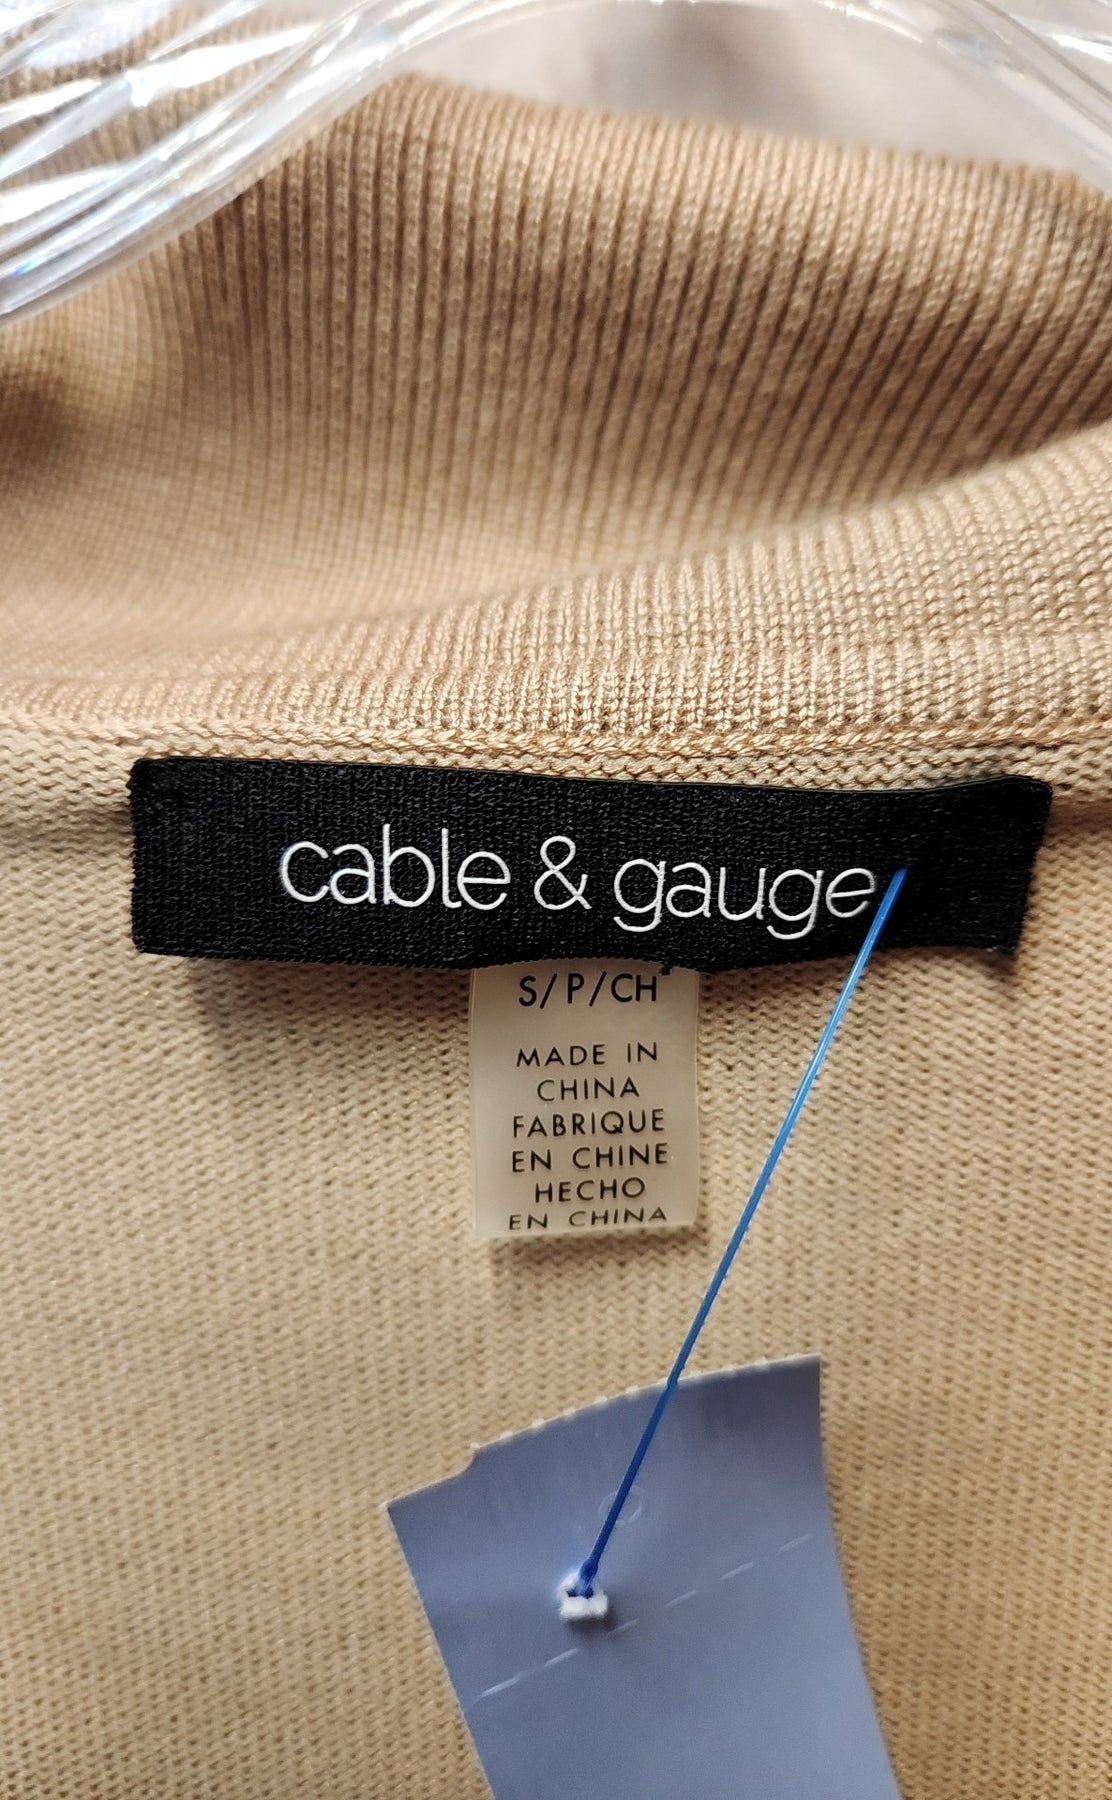 cable & gauge
S/P/CH
MADE IN
CHINA
FABRIQUE
EN CHINE
HECHO
EN CHINA